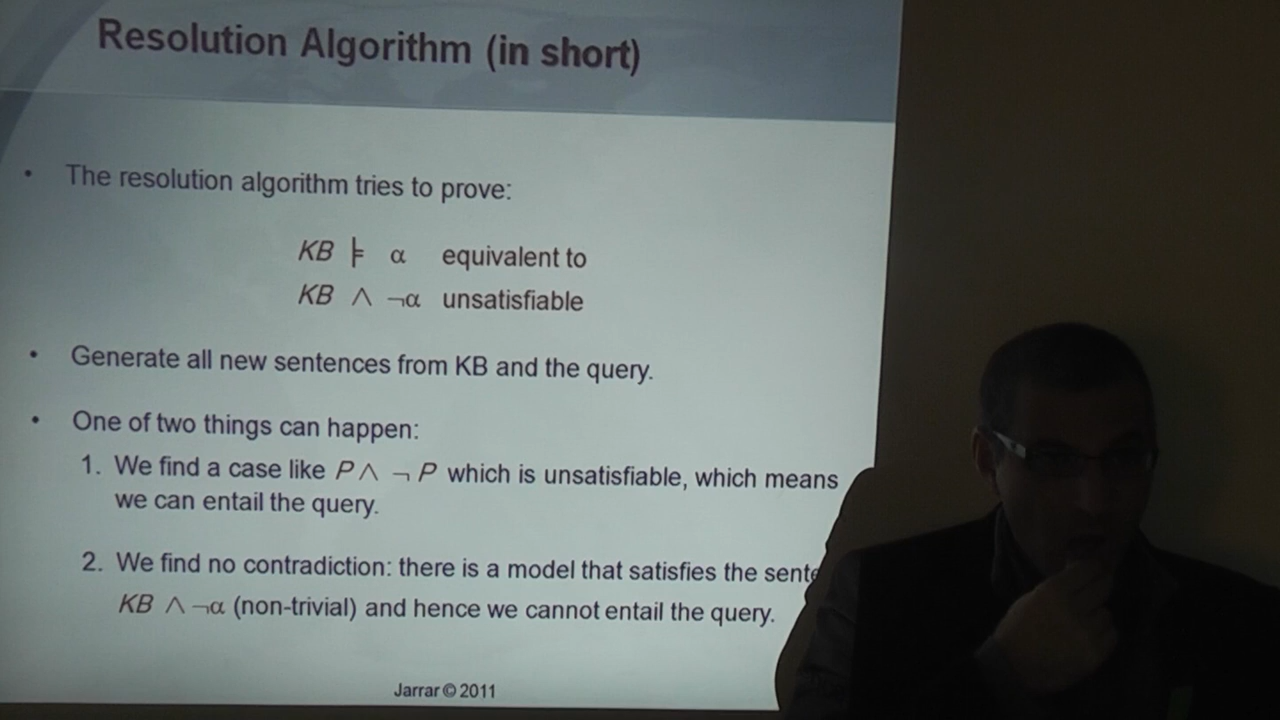 Resolution Algorithm (in short)
• The resolution algorithm tries to prove:
KB ⊨ α equivalent to
KB ∧ ¬α unsatisfiable
• Generate all new sentences from KB and the query.
• One of two things can happen:
1. We find a case like P ∧ ¬ P which is unsatisfiable, which means
we can entail the query.
2. We find no contradiction: there is a model that satisfies the
KB ∧ ¬α (non-trivial) and hence we cannot entail the query.
Jarrar © 2011